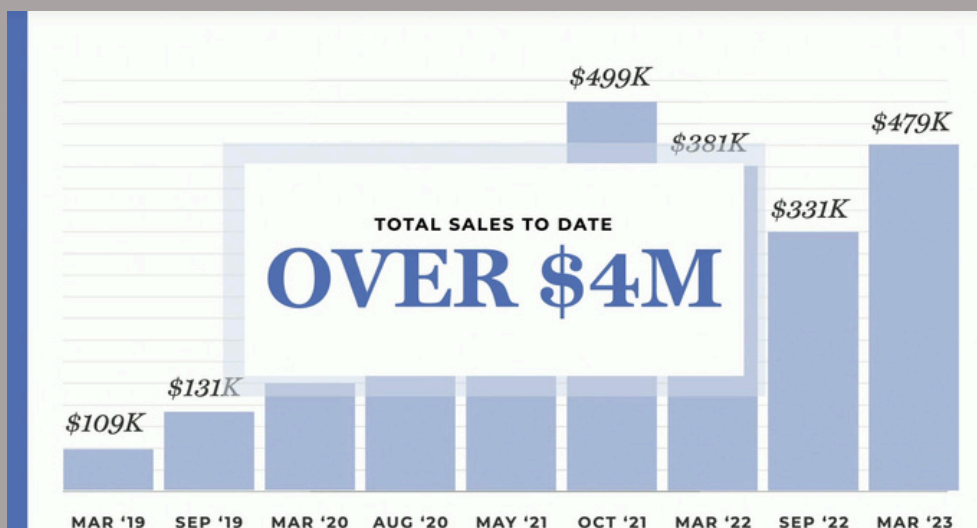 $499K
$479K
$381K
$331K
TOTAL SALES TO DATE
OVER $4M
$131K
$109K
MAR ‘19 SEP ‘19 MAR ‘20 AUG ‘20 MAY ‘21 OCT ‘21 MAR ‘22 SEP ‘22 MAR ‘23